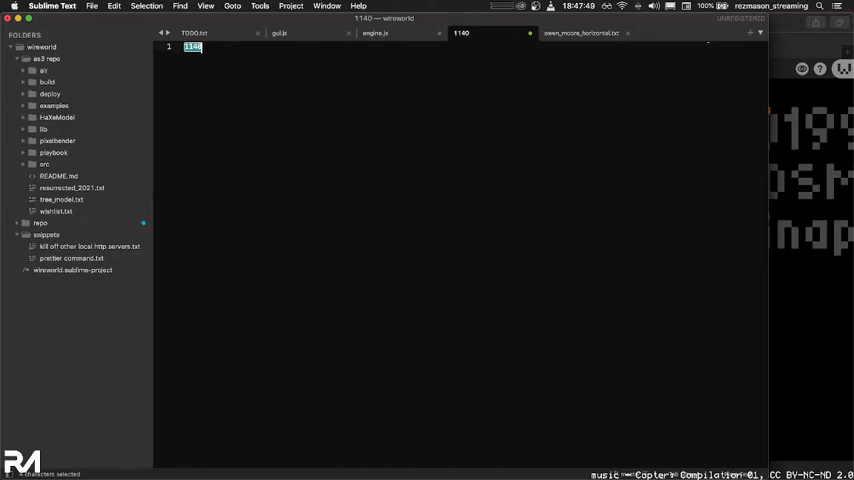 Sublime Text File Edit Selection Find View Goto Tools Project Window Help
100% 18:47:49 rezmason_streaming
1140 — wireworld
UNREGISTERED
FOLDERS
TODO.txt gui.js engine.js 1140 owen_moore_horizontal.txt
1 1140
wireworld
as3 repo
air
build
deploy
examples
HaXeModel
lib
pixelbender
playbook
src
README.md
resurrected_2021.txt
tree_model.txt
wishlist.txt
repo
snippets
kill off other local http servers.txt
prettier command.txt
wireworld.sublime-project
4 characters selected
RM
music — Copter: Compilation 01, CC BY-NC-ND 2.0